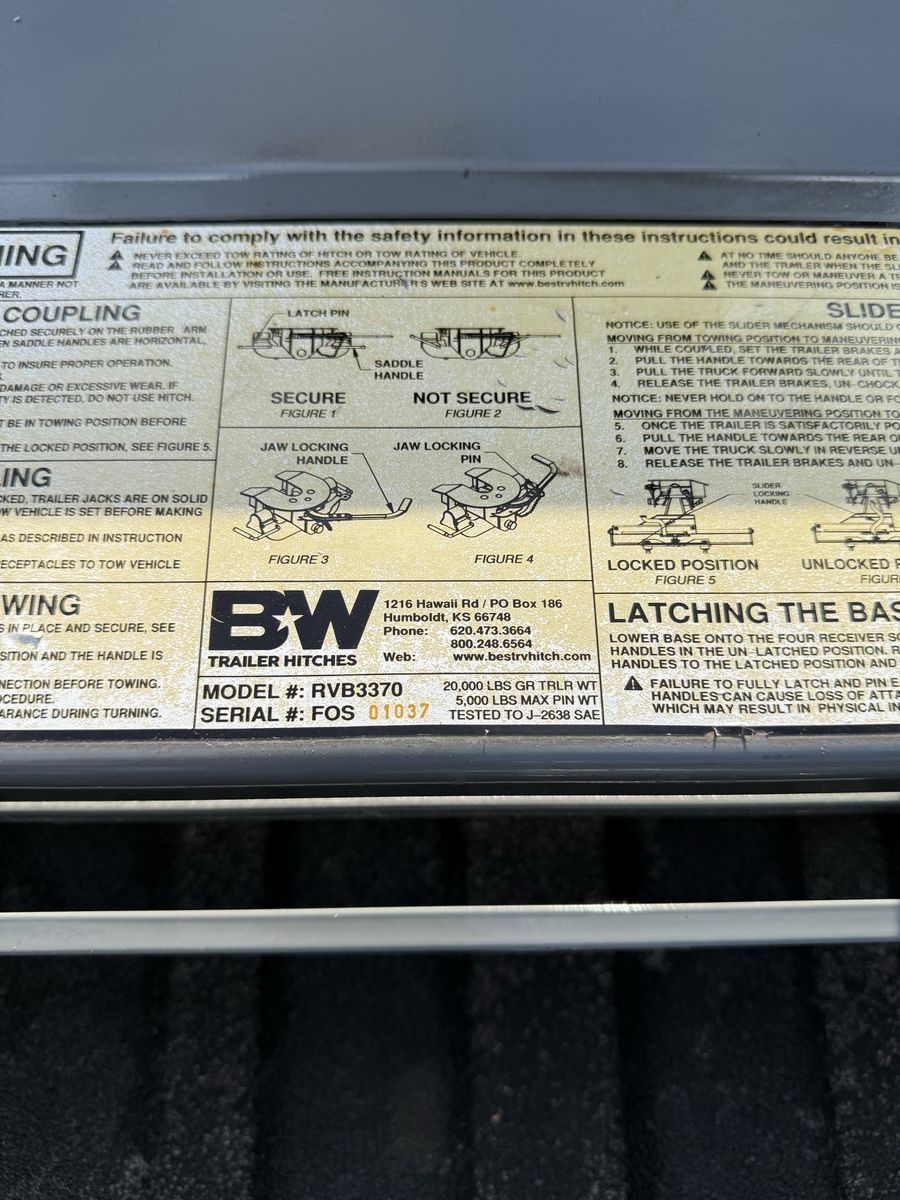 NING
Failure to comply with the safety information in these instructions could result in
NEVER EXCEED TOW RATING OF HITCH OR TOW RATING OF VEHICLE.
READ AND FOLLOW INSTRUCTIONS ACCOMPANYING THIS PRODUCT COMPLETELY
BEFORE INSTALLATION OR USE. FREE INSTRUCTION MANUALS FOR THIS PRODUCT
ARE AVAILABLE BY VISITING THE MANUFACTURER'S WEB SITE AT www.bestrvhitch.com
AT NO TIME SHOULD ANYONE BE
AND THE TRAILER WHEN THE SL
NEVER TOW OR MANEUVER A T
THE MANEUVERING POSITION IS
A MANNER NOT
RER.
COUPLING
CHED SECURELY ON THE RUBBER ARM
EN SADDLE HANDLES ARE HORIZONTAL,
TO INSURE PROPER OPERATION.
DAMAGE OR EXCESSIVE WEAR. IF
TY IS DETECTED, DO NOT USE HITCH.
T BE IN TOWING POSITION BEFORE
THE LOCKED POSITION, SEE FIGURE 5.
LING
CKED, TRAILER JACKS ARE ON SOLID
OW VEHICLE IS SET BEFORE MAKING
AS DESCRIBED IN INSTRUCTION
RECEPTACLES TO TOW VEHICLE
WING
S IN PLACE AND SECURE, SEE
SITION AND THE HANDLE IS
NNECTION BEFORE TOWING.
OCEDURE.
ARANCE DURING TURNING.
LATCH PIN
SADDLE
HANDLE
SECURE
FIGURE 1
NOT SECURE
FIGURE 2
JAW LOCKING
HANDLE
JAW LOCKING
PIN
FIGURE 3
FIGURE 4
B&W
TRAILER HITCHES
1216 Hawaii Rd / PO Box 186
Humboldt, KS 66748
Phone: 620.473.3664
800.248.6564
Web: www.bestrvhitch.com
MODEL #: RVB3370
SERIAL #: FOS 01037
20,000 LBS GR TRLR WT
5,000 LBS MAX PIN WT
TESTED TO J-2638 SAE
SLIDE
NOTICE: USE OF THE SLIDER MECHANISM SHOULD O
MOVING FROM TOWING POSITION TO MANEUVERING
1. WHILE COUPLED, SET THE TRAILER BRAKES A
2. PULL THE HANDLE TOWARDS THE REAR OF T
3. PULL THE TRUCK FORWARD SLOWLY UNTIL T
4. RELEASE THE TRAILER BRAKES, UN-CHOCK
NOTICE: NEVER HOLD ON TO THE HANDLE OR FO
MOVING FROM THE MANEUVERING POSITION TO
5. ONCE THE TRAILER IS SATISFACTORILY PO
6. PULL THE HANDLE TOWARDS THE REAR O
7. MOVE THE TRUCK SLOWLY IN REVERSE U
8. RELEASE THE TRAILER BRAKES AND UN-
SLIDER
LOCKING
HANDLE
LOCKED POSITION
FIGURE 5
UNLOCKED P
FIGUR
LATCHING THE BAS
LOWER BASE ONTO THE FOUR RECEIVER S
HANDLES IN THE UN-LATCHED POSITION. R
HANDLES TO THE LATCHED POSITION AND
FAILURE TO FULLY LATCH AND PIN E
HANDLES CAN CAUSE LOSS OF ATTA
WHICH MAY RESULT IN PHYSICAL IN